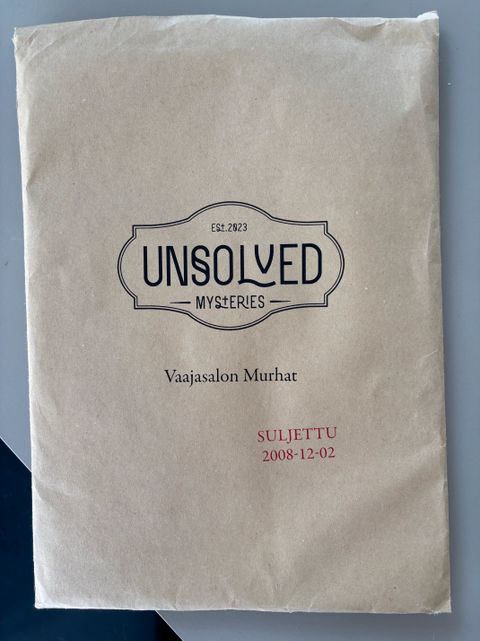 Est.2023
UNSOLVED
MYSTERIES
Vaajasalon Murhat
SULJETTU
2008-12-02